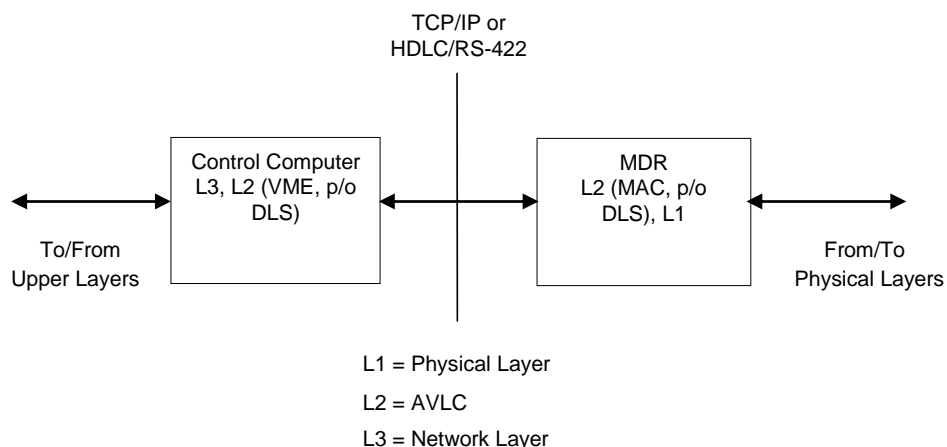 TCP/IP or
HDLC/RS-422
Control Computer
L3, L2 (VME, p/o
DLS)
MDR
L2 (MAC, p/o
DLS), L1
To/From
Upper Layers
From/To
Physical Layers
L1 = Physical Layer
L2 = AVLC
L3 = Network Layer